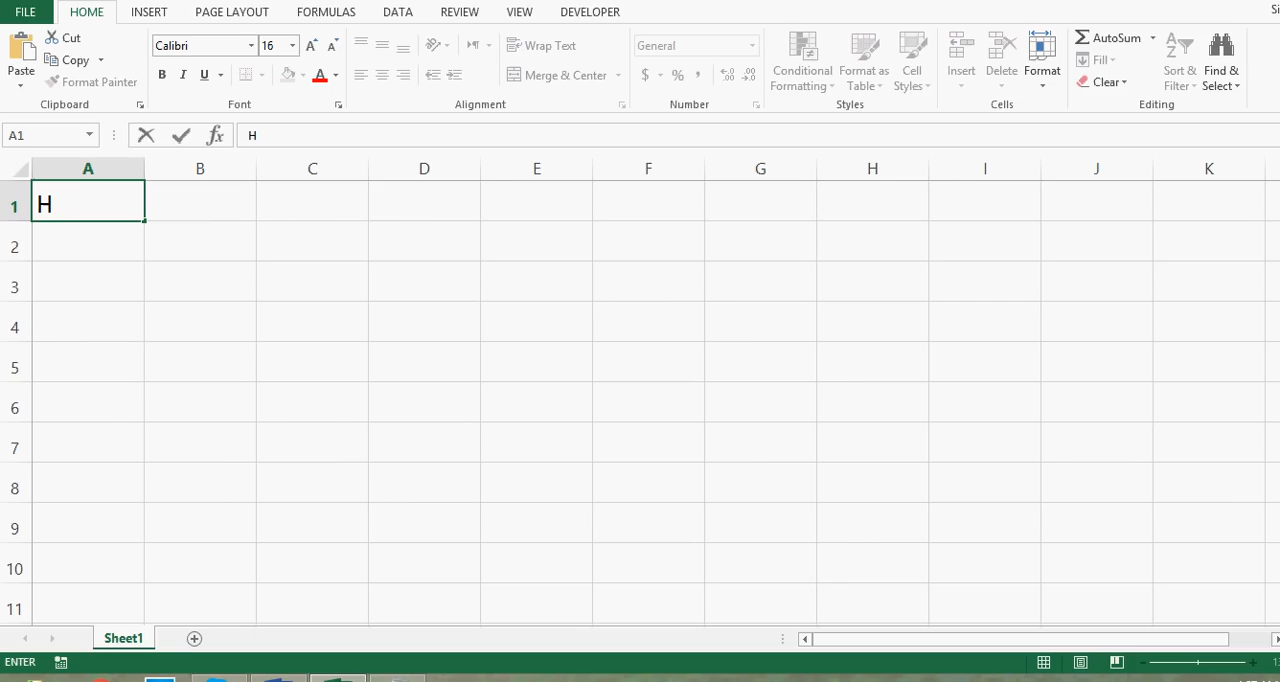 FILE HOME INSERT PAGE LAYOUT FORMULAS DATA REVIEW VIEW DEVELOPER Si
Paste
Cut
Copy
Format Painter
Clipboard
Calibri 16
B I U A
Font
Wrap Text
Merge & Center
Alignment
General
$ % ,
Number
Conditional Formatting
Format as Table
Cell Styles
Styles
Insert
Delete
Format
Cells
AutoSum
Fill
Clear
Sort & Filter
Find & Select
Editing
A1 fx H
A B C D E F G H I J K
1 H
2
3
4
5
6
7
8
9
10
11
Sheet1
ENTER